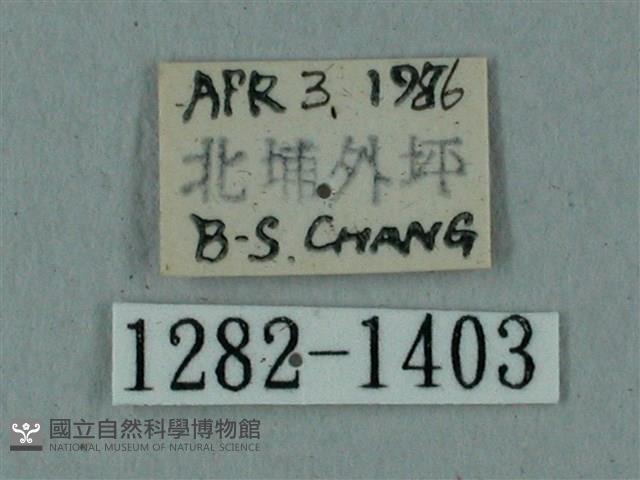 APR 3, 1986
北埔外坪
B-S. CHANG
1282-1403
國立自然科學博物館
NATIONAL MUSEUM OF NATURAL SCIENCE